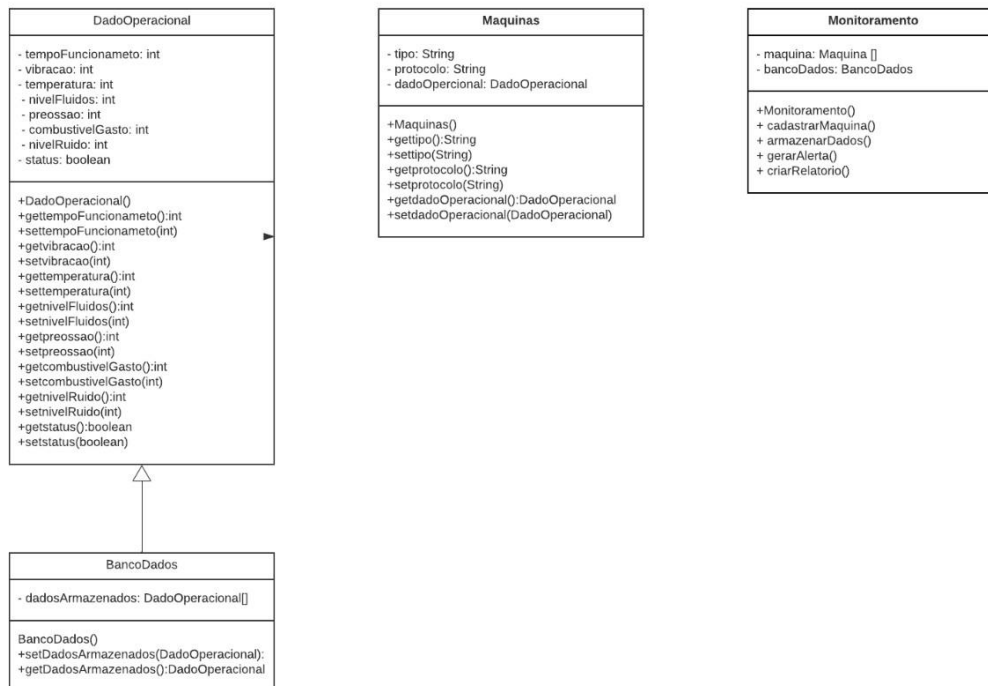 DadoOperacional
- tempoFuncionameto: int
- vibracao: int
- temperatura: int
- nivelFluidos: int
- preossao: int
- combustivelGasto: int
- nivelRuido: int
- status: boolean
+DadoOperacional()
+gettempoFuncionameto():int
+settempoFuncionameto(int)
+getvibracao():int
+setvibracao(int)
+gettemperatura():int
+settemperatura(int)
+getnivelFluidos():int
+setnivelFluidos(int)
+getpreossao():int
+setpreossao(int)
+getcombustivelGasto():int
+setcombustivelGasto(int)
+getnivelRuido():int
+setnivelRuido(int)
+getstatus():boolean
+setstatus(boolean)
Maquinas
- tipo: String
- protocolo: String
- dadoOpercional: DadoOperacional
+Maquinas()
+gettipo():String
+settipo(String)
+getprotocolo():String
+setprotocolo(String)
+getdadoOperacional():DadoOperacional
+setdadoOperacional(DadoOperacional)
Monitoramento
- maquina: Maquina []
- bancoDados: BancoDados
+Monitoramento()
+ cadastrarMaquina()
+ armazenarDados()
+ gerarAlerta()
+ criarRelatorio()
BancoDados
- dadosArmazenados: DadoOperacional[]
BancoDados()
+setDadosArmazenados(DadoOperacional):
+getDadosArmazenados():DadoOperacional